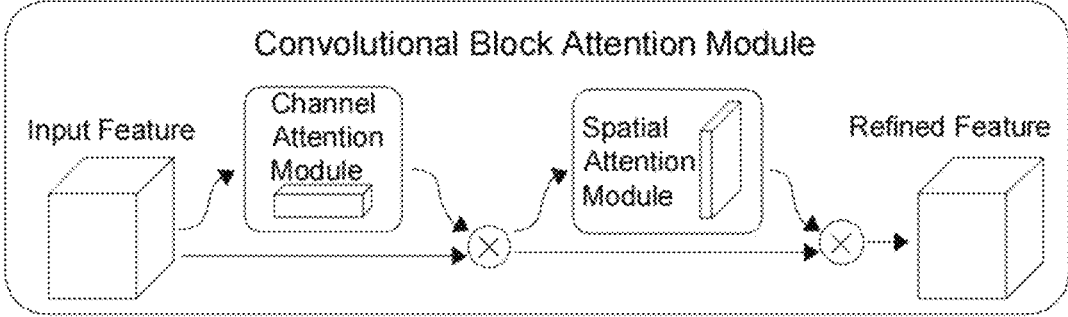 Convolutional Block Attention Module
Input Feature
Channel
Attention
Module
Spatial
Attention
Module
Refined Feature